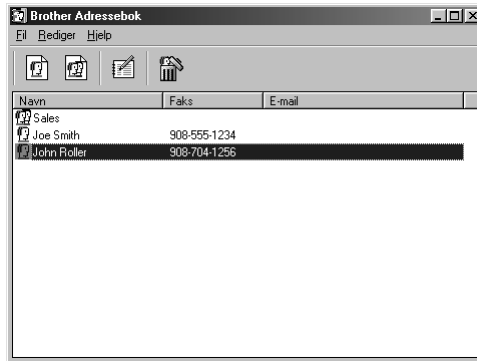 Brother Adressebok
Fil Rediger Hjelp
Navn Faks E-mail
Sales
Joe Smith 908-555-1234
John Roller 908-704-1256